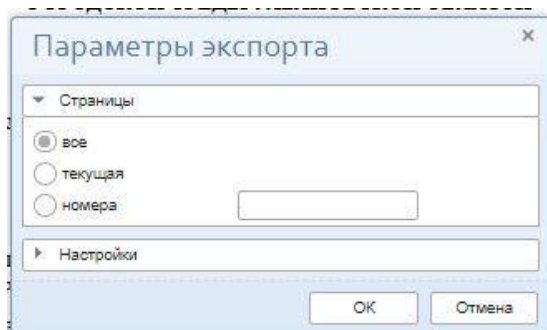 Параметры экспорта
Страницы
все
текущая
номера
Настройки
ОК
Отмена